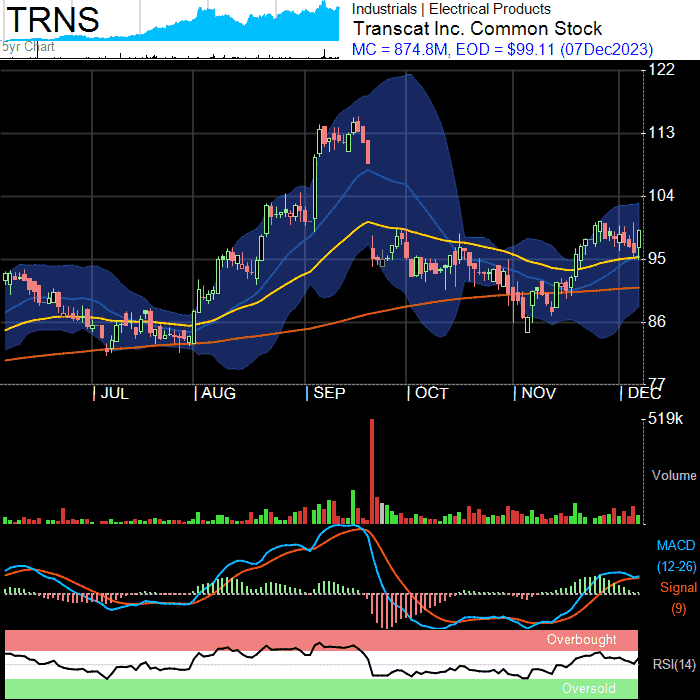 TRNS
5yr Chart
Industrials | Electrical Products
Transcat Inc. Common Stock
MC = 874.8M, EOD = $99.11 (07Dec2023)
122
113
104
95
86
77
JUL
AUG
SEP
OCT
NOV
DEC
519k
Volume
MACD
(12-26)
Signal
(9)
Overbought
RSI(14)
Oversold